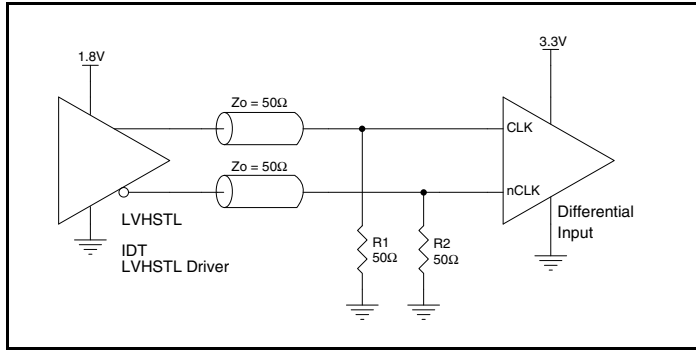 1.8V
3.3V
Zo = 50Ω
CLK
Zo = 50Ω
nCLK
LVHSTL
IDT
LVHSTL Driver
R1
50Ω
R2
50Ω
Differential
Input